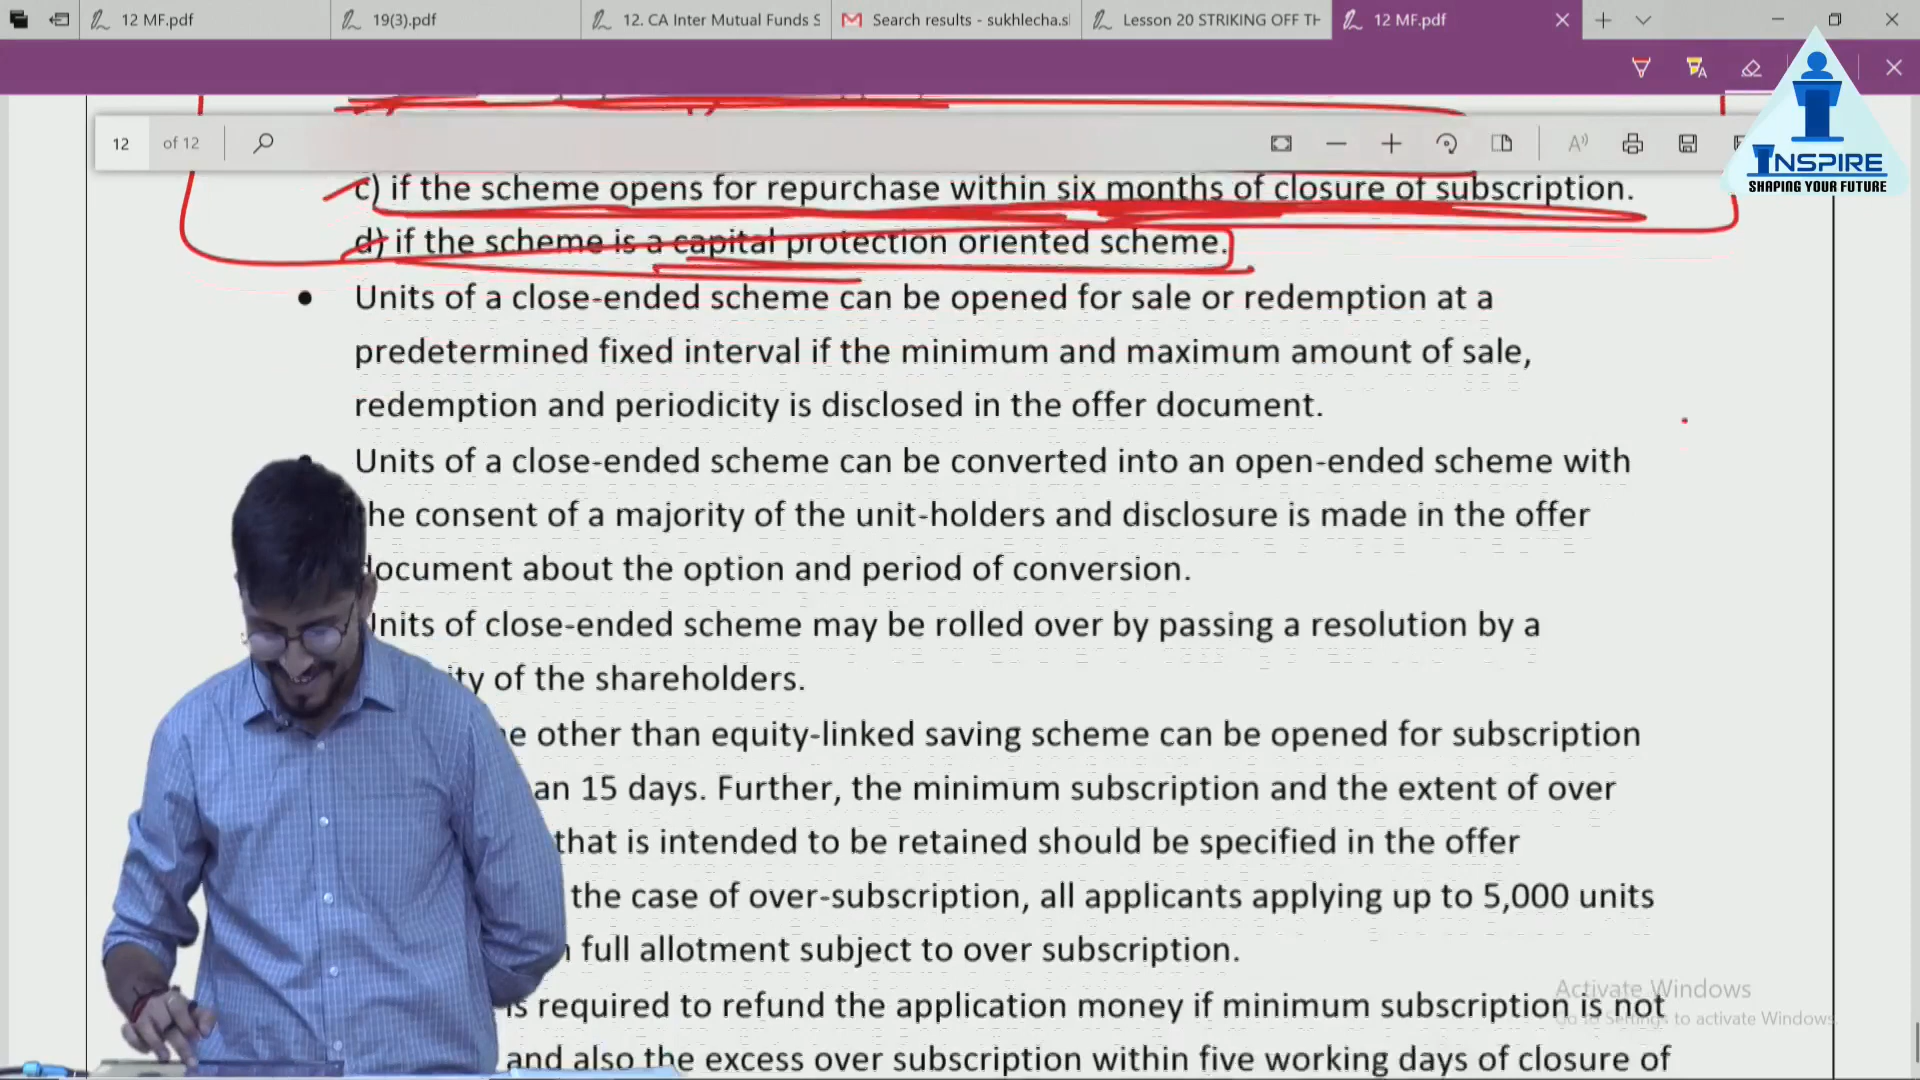 12 MF.pdf
19(3).pdf
12. CA Inter Mutual Funds S
Search results - sukhlecha.sl
Lesson 20 STRIKING OFF TH
12 MF.pdf
12 of 12
INSPIRE
SHAPING YOUR FUTURE
c) if the scheme opens for repurchase within six months of closure of subscription.
d) if the scheme is a capital protection oriented scheme.
• Units of a close-ended scheme can be opened for sale or redemption at a
predetermined fixed interval if the minimum and maximum amount of sale,
redemption and periodicity is disclosed in the offer document.
Units of a close-ended scheme can be converted into an open-ended scheme with
the consent of a majority of the unit-holders and disclosure is made in the offer
document about the option and period of conversion.
Units of close-ended scheme may be rolled over by passing a resolution by a
ity of the shareholders.
e other than equity-linked saving scheme can be opened for subscription
an 15 days. Further, the minimum subscription and the extent of over
that is intended to be retained should be specified in the offer
the case of over-subscription, all applicants applying up to 5,000 units
full allotment subject to over subscription.
is required to refund the application money if minimum subscription is not
and also the excess over subscription within five working days of closure of
Activate Windows
Go to Settings to activate Windows.